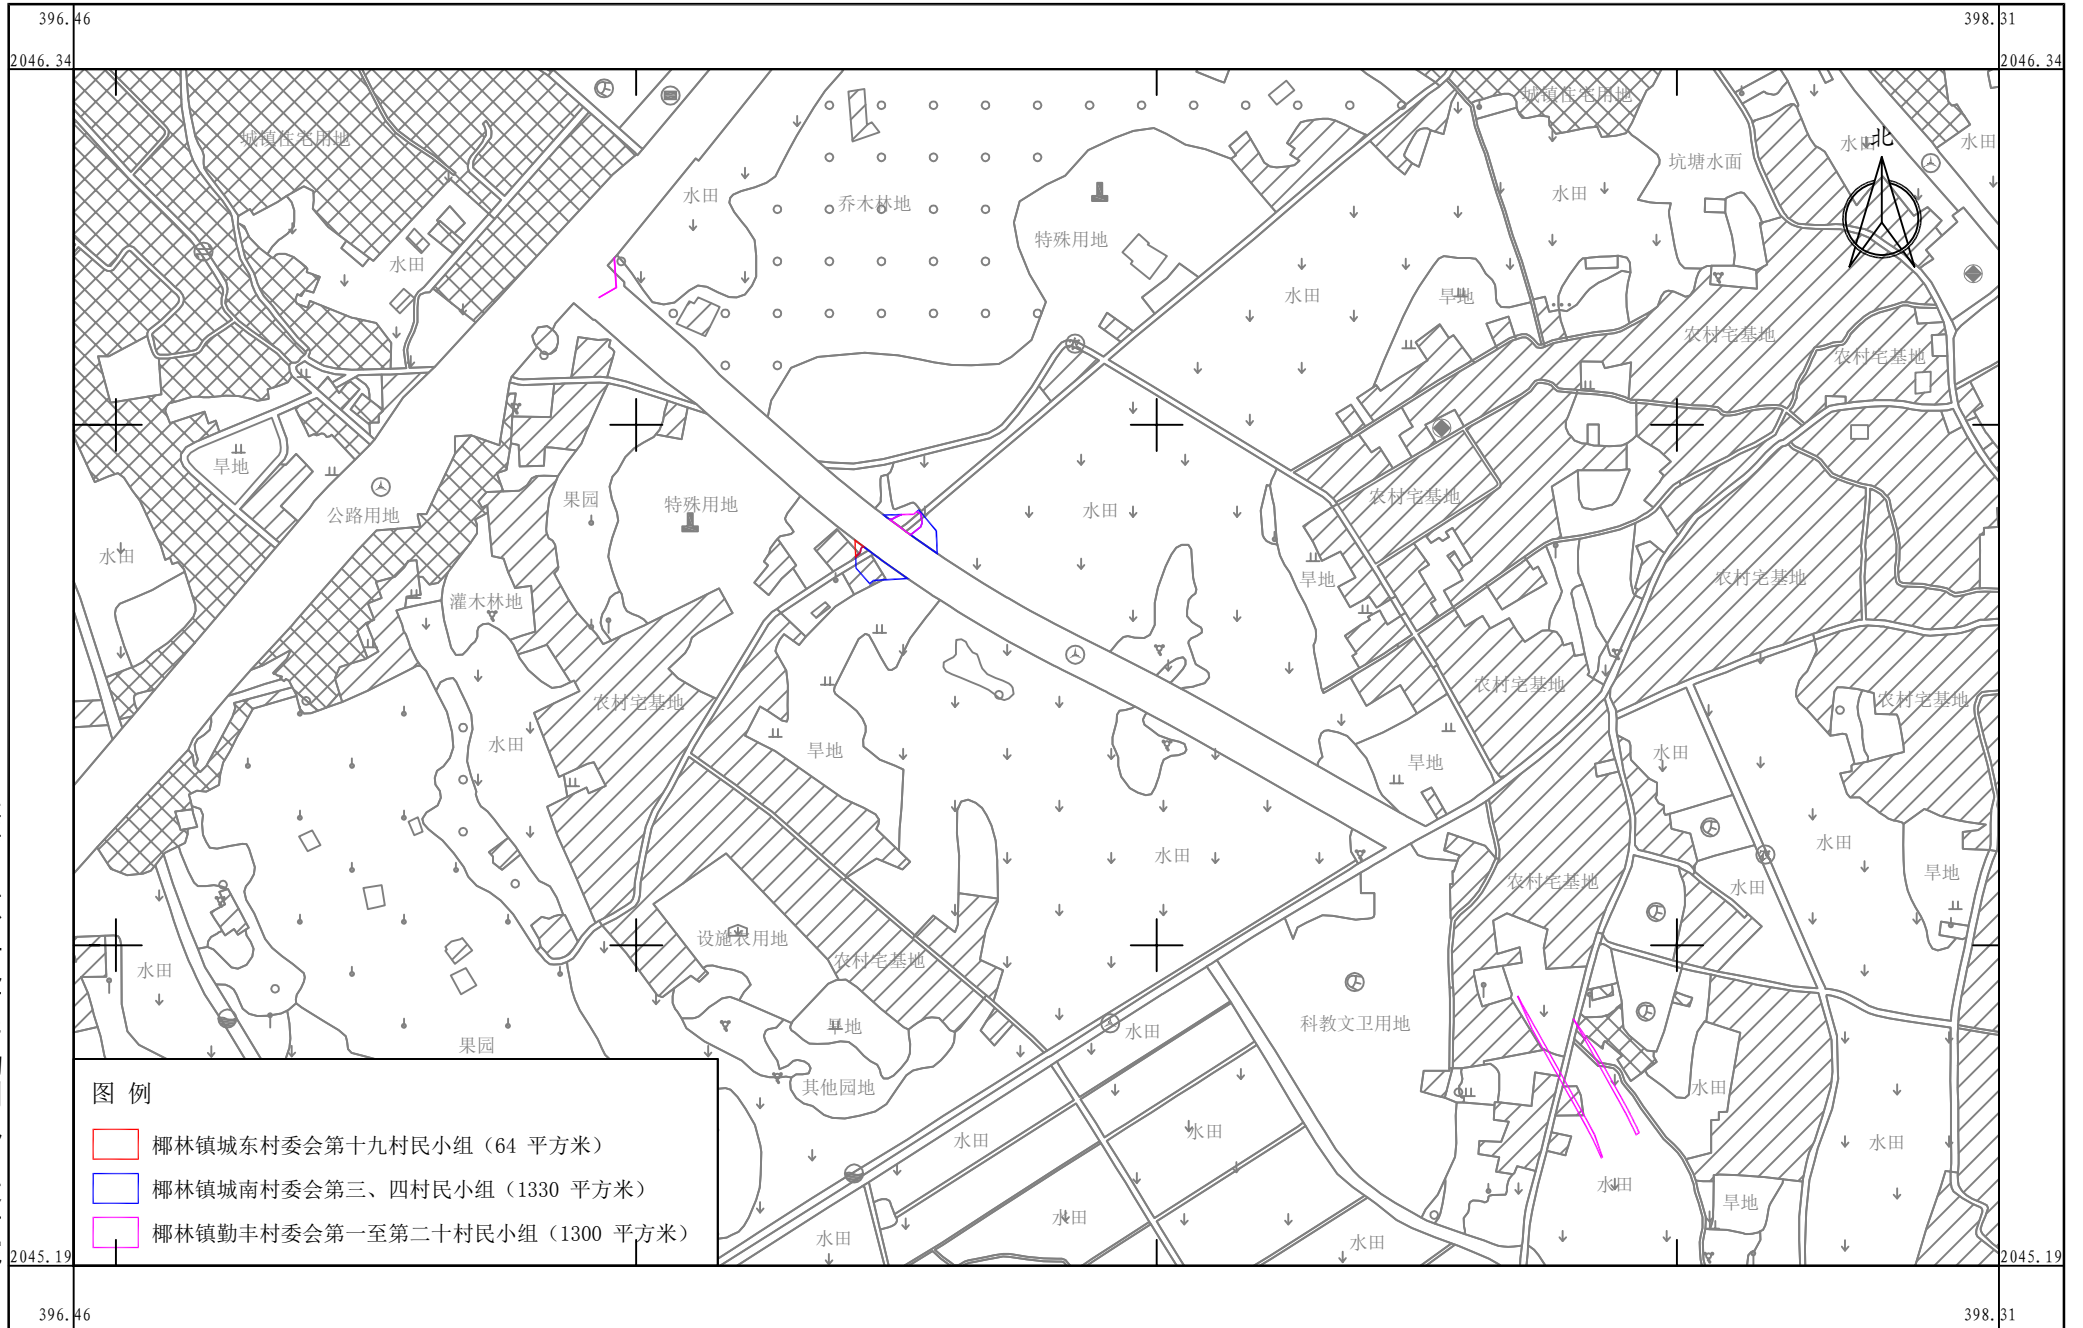 396.46
398.31
2046.34
2046.34
城镇住宅用地
城镇住宅用地
北
水田
水田
坑塘水面
水田
水田
乔木林地
特殊用地
水田
水田
旱地
农村宅基地
农村宅基地
旱地
果园
特殊用地
农村宅基地
公路用地
水田
水田
旱地
农村宅基地
灌木林地
农村宅基地
农村宅基地
农村宅基地
水田
旱地
旱地
水田
水田
水田
旱地
水田
农村宅基地
设施农用地
农村宅基地
水田
科教文卫用地
旱地
水田
果园
其他园地
水田
水田
水田
水田
水田
旱地
水田
水田
水田
图 例
椰林镇城东村委会第十九村民小组（64 平方米）
椰林镇城南村委会第三、四村民小组（1330 平方米）
椰林镇勤丰村委会第一至第二十村民小组（1300 平方米）
2045.19
2045.19
396.46
398.31